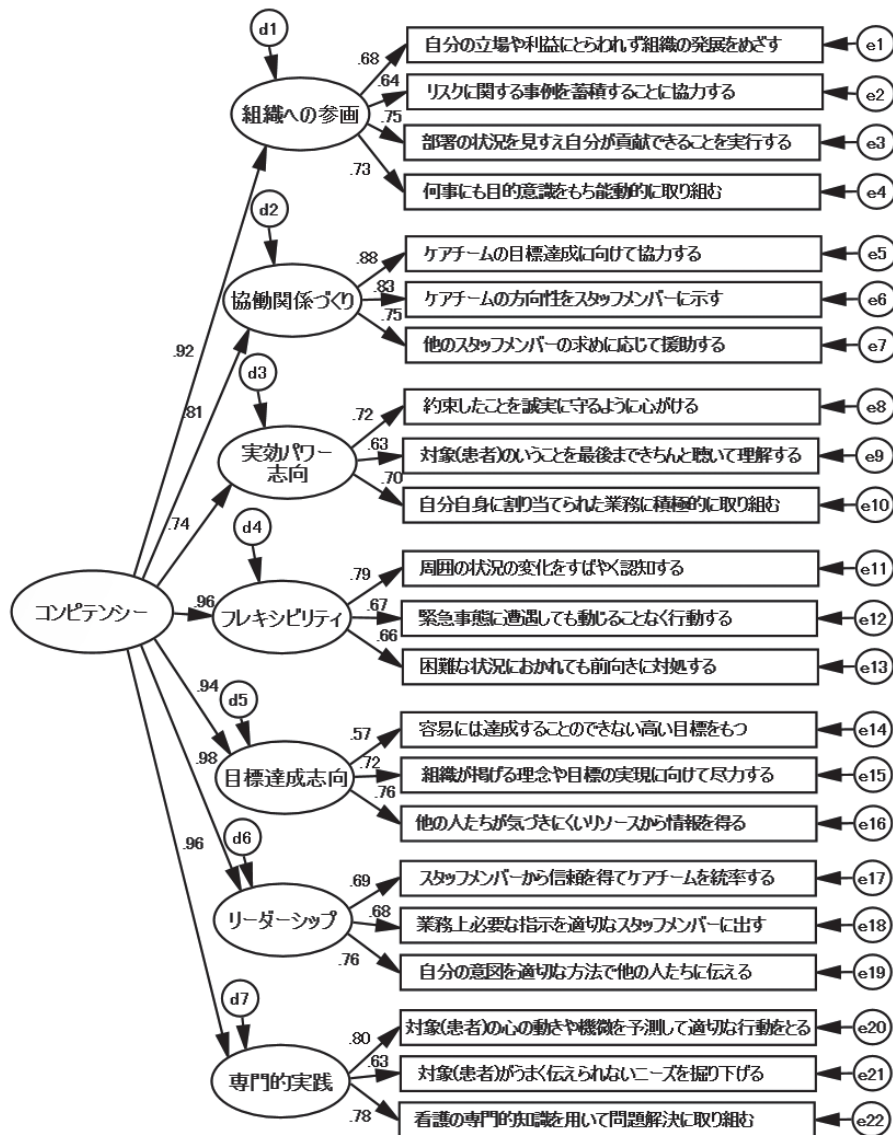 d1
.68
自分の立場や利益にとらわれず組織の発展をめざす
e1
組織への参画
.64
リスクに関する事例を蓄積することに協力する
e2
.75
部署の状況を見すえ自分が貢献できることを実行する
e3
.73
何事にも目的意識をもち能動的に取り組む
e4
d2
.88
ケアチームの目標達成に向けて協力する
e5
協働関係づくり
.83
ケアチームの方向性をスタッフメンバーに示す
e6
.75
他のスタッフメンバーの求めに応じて援助する
e7
.92
.81
d3
.72
約束したことを誠実に守るように心がける
e8
実効パワー
志向
.63
対象(患者)のいうことを最後まできちんと聴いて理解する
e9
.70
自分自身に割り当てられた業務に積極的に取り組む
e10
.74
d4
.79
周囲の状況の変化をすばやく認知する
e11
コンピテンシー
.96
フレキシビリティ
.67
緊急事態に遭遇しても動じることなく行動する
e12
.66
困難な状況におかれても前向きに対処する
e13
.94
d5
.57
容易には達成することのできない高い目標をもつ
e14
.98
目標達成志向
.72
組織が掲げる理念や目標の実現に向けて尽力する
e15
.76
他の人たちが気づきにくいリソースから情報を得る
e16
.96
d6
.69
スタッフメンバーから信頼を得てケアチームを統率する
e17
リーダーシップ
.68
業務上必要な指示を適切なスタッフメンバーに出す
e18
.76
自分の意図を適切な方法で他の人たちに伝える
e19
d7
.80
対象(患者)の心の動きや機微を予測して適切な行動をとる
e20
専門的実践
.63
対象(患者)がうまく伝えられないニーズを掘り下げる
e21
.78
看護の専門的知識を用いて問題解決に取り組む
e22